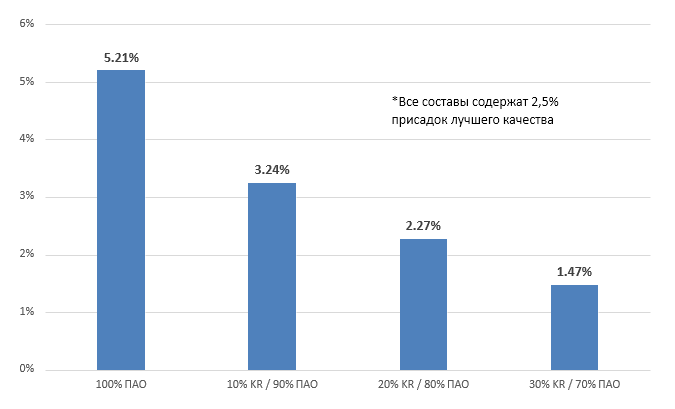 6%
5.21%
5%
*Все составы содержат 2,5%
присадок лучшего качества
4%
3.24%
3%
2.27%
2%
1.47%
1%
0%
100% ПАО
10% KR / 90% ПАО
20% KR / 80% ПАО
30% KR / 70% ПАО